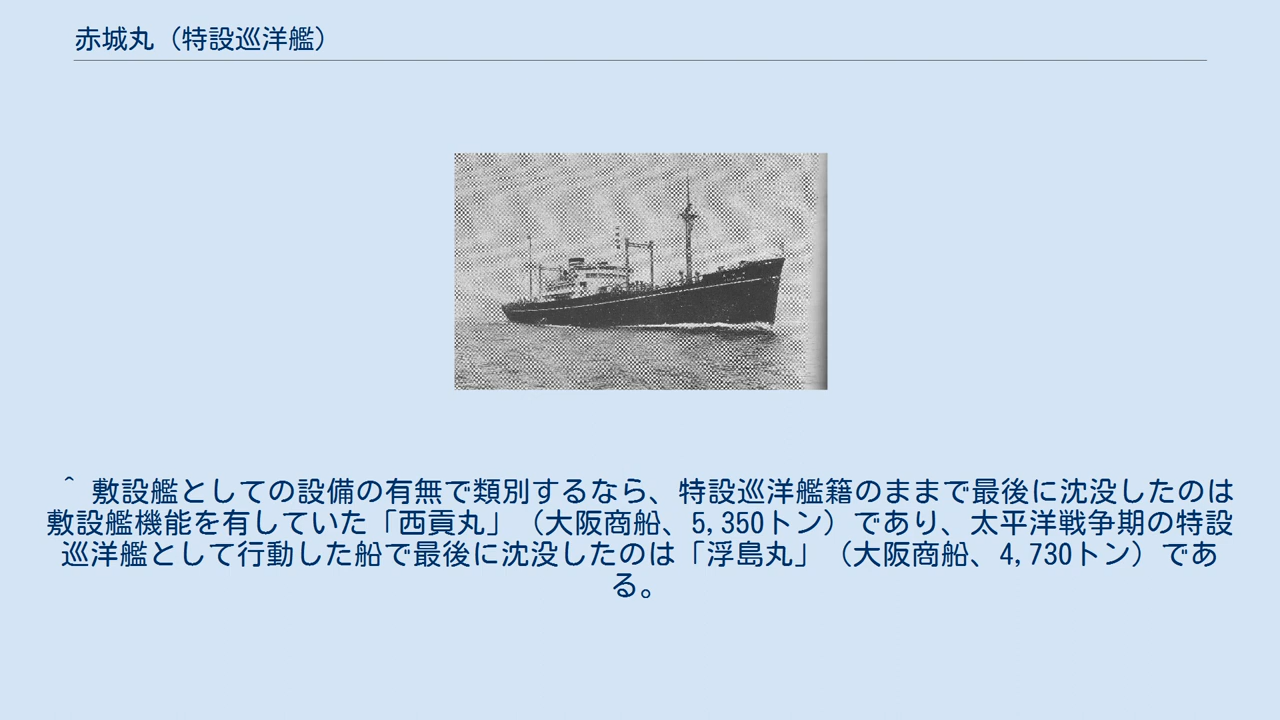 赤城丸（特設巡洋艦）
^ 敷設艦としての設備の有無で類別するなら、特設巡洋艦籍のままで最後に沈没したのは
敷設艦機能を有していた「西貢丸」（大阪商船、5,350トン）であり、太平洋戦争期の特設
巡洋艦として行動した船で最後に沈没したのは「浮島丸」（大阪商船、4,730トン）であ
る。